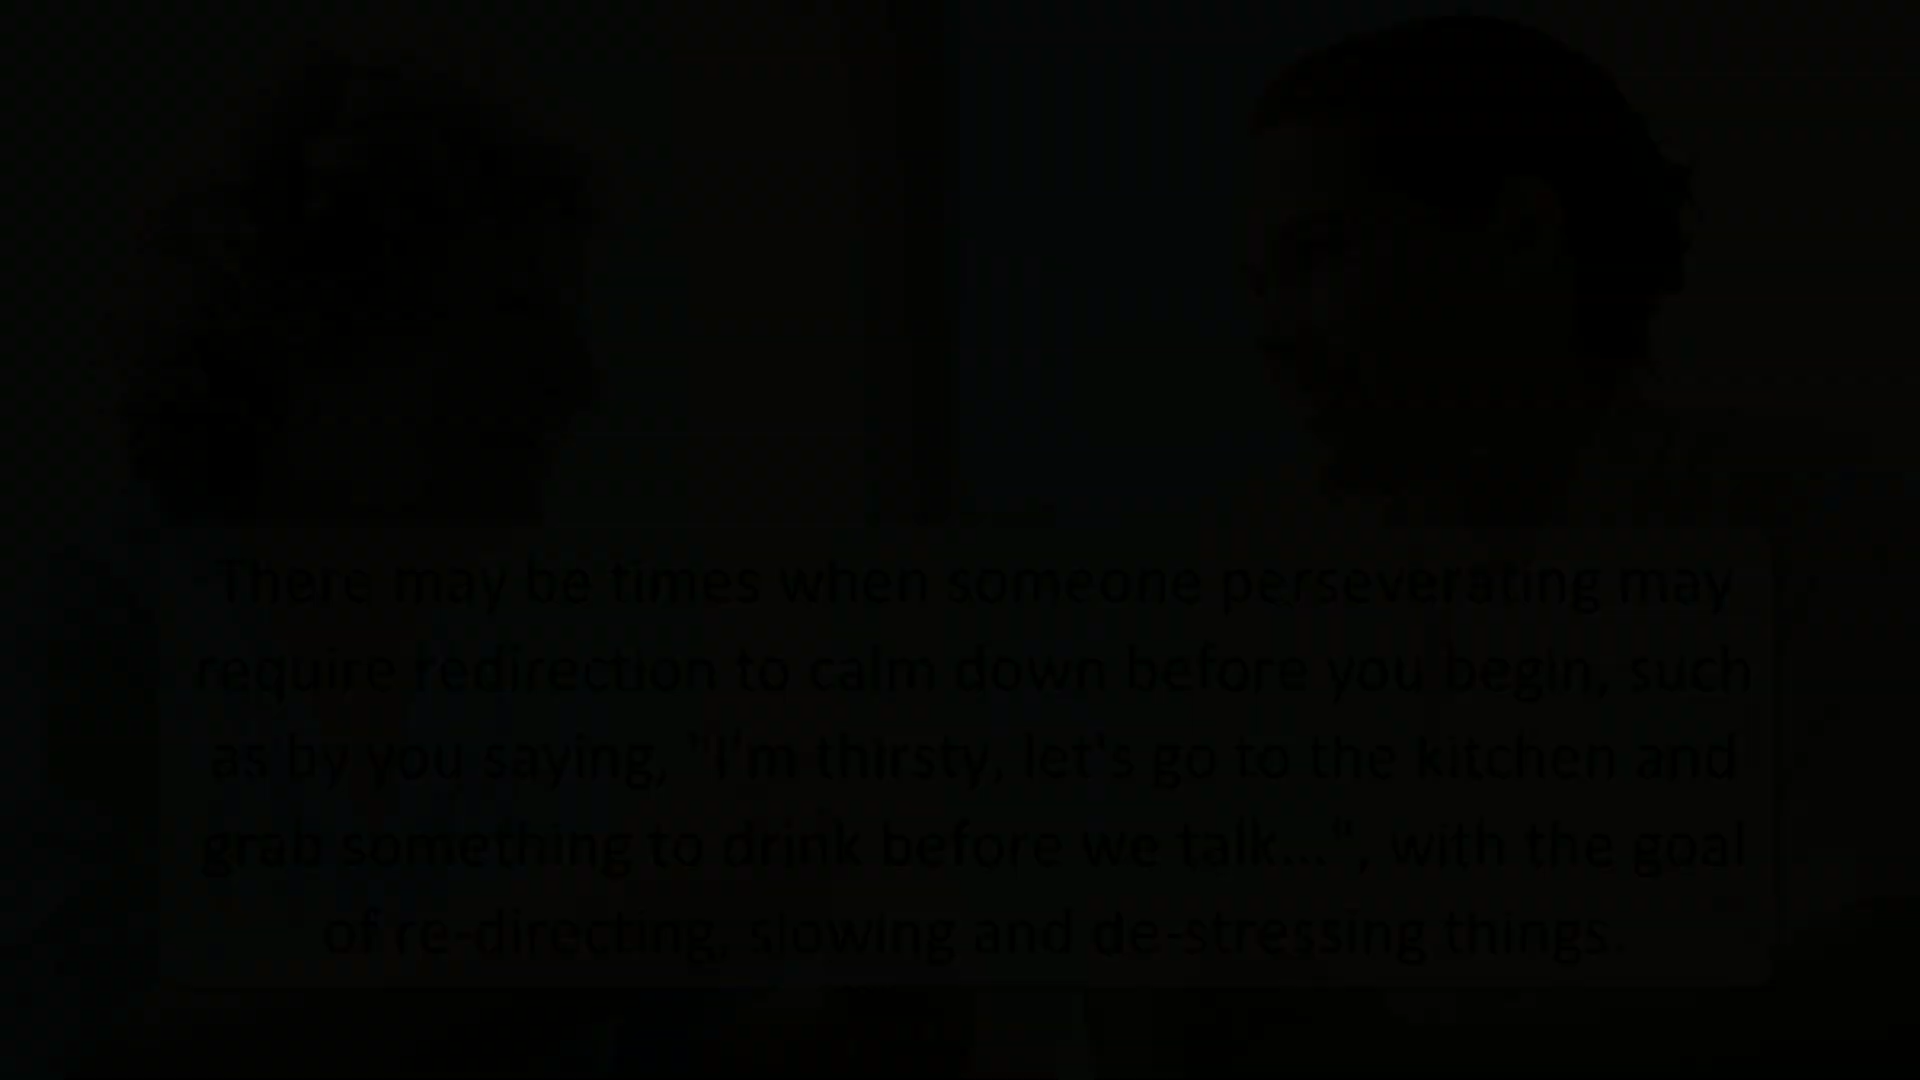 There may be times when someone perseverating may
require redirection to calm down before you begin, such
as by you saying, "I'm thirsty, let's go to the kitchen and
grab something to drink before we talk...", with the goal
of re-directing, slowing and de-stressing things.